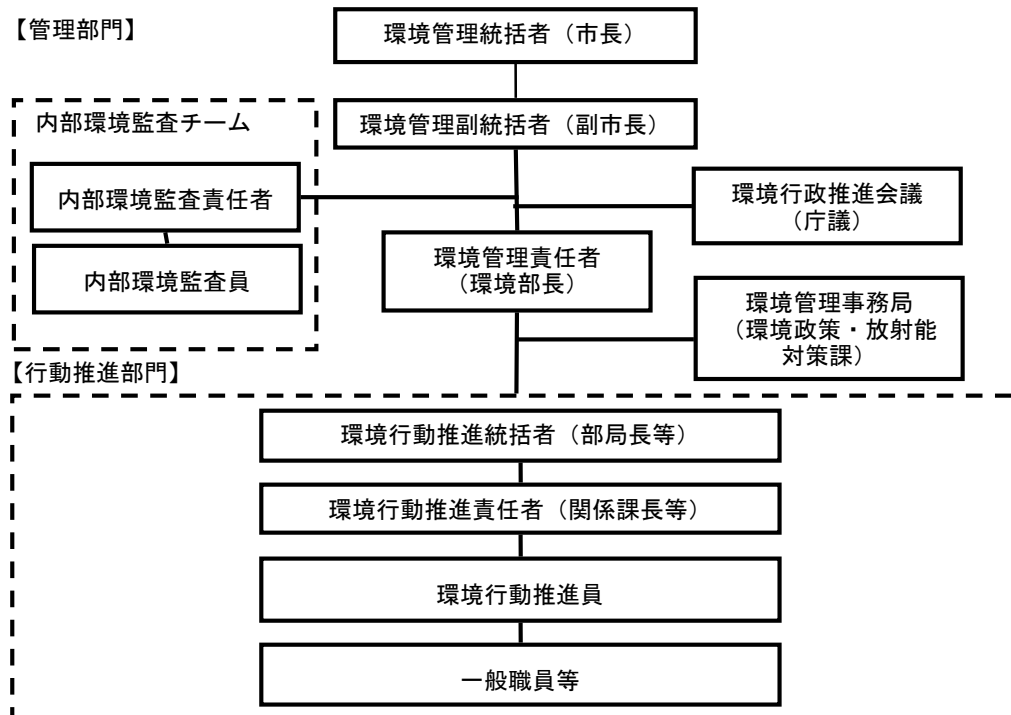 【管理部門】
環境管理統括者（市長）
環境管理副統括者（副市長）
内部環境監査チーム
内部環境監査責任者
内部環境監査員
環境行政推進会議
（庁議）
環境管理責任者
（環境部長）
環境管理事務局
（環境政策・放射能
対策課）
【行動推進部門】
環境行動推進統括者（部局長等）
環境行動推進責任者（関係課長等）
環境行動推進員
一般職員等